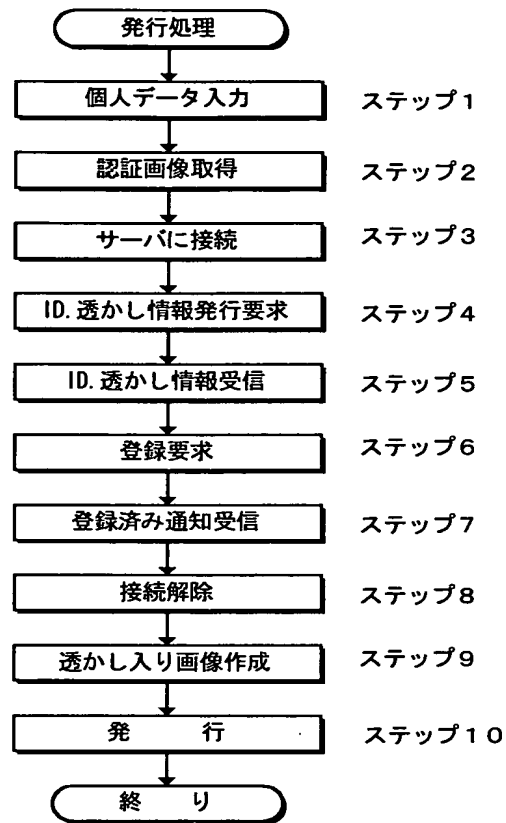 発行処理
個人データ入力 ステップ1
認証画像取得 ステップ2
サーバに接続 ステップ3
ID.透かし情報発行要求 ステップ4
ID.透かし情報受信 ステップ5
登録要求 ステップ6
登録済み通知受信 ステップ7
接続解除 ステップ8
透かし入り画像作成 ステップ9
発 行 ステップ10
終 り